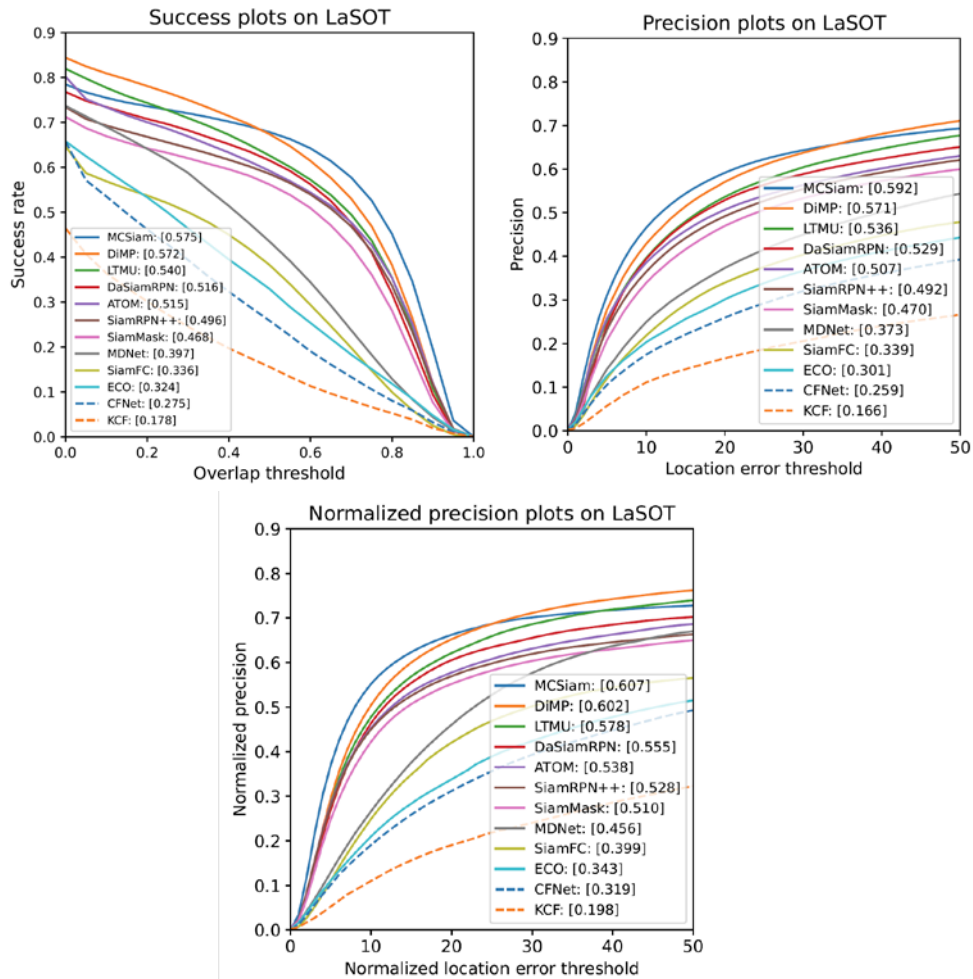 Success plots on LaSOT
Success rate
0.9
0.8
0.7
0.6
0.5
0.4
0.3
0.2
0.1
0.0
MCSiam: [0.575]
DiMP: [0.572]
LTMU: [0.540]
DaSiamRPN: [0.516]
ATOM: [0.515]
SiamRPN++: [0.496]
SiamMask: [0.468]
MDNet: [0.397]
SiamFC: [0.336]
ECO: [0.324]
CFNet: [0.275]
KCF: [0.178]
0.0 0.2 0.4 0.6 0.8 1.0
Overlap threshold
Precision plots on LaSOT
Precision
0.9
0.8
0.7
0.6
0.5
0.4
0.3
0.2
0.1
0.0
MCSiam: [0.592]
DiMP: [0.571]
LTMU: [0.536]
DaSiamRPN: [0.529]
ATOM: [0.507]
SiamRPN++: [0.492]
SiamMask: [0.470]
MDNet: [0.373]
SiamFC: [0.339]
ECO: [0.301]
CFNet: [0.259]
KCF: [0.166]
0 10 20 30 40 50
Location error threshold
Normalized precision plots on LaSOT
Normalized precision
0.9
0.8
0.7
0.6
0.5
0.4
0.3
0.2
0.1
0.0
MCSiam: [0.607]
DiMP: [0.602]
LTMU: [0.578]
DaSiamRPN: [0.555]
ATOM: [0.538]
SiamRPN++: [0.528]
SiamMask: [0.510]
MDNet: [0.456]
SiamFC: [0.399]
ECO: [0.343]
CFNet: [0.319]
KCF: [0.198]
0 10 20 30 40 50
Normalized location error threshold